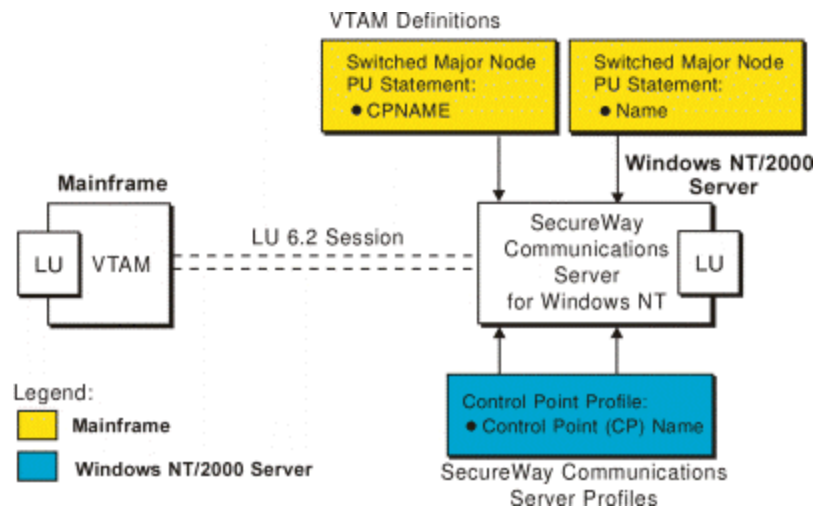 VTAM Definitions
Switched Major Node
PU Statement:
● CPNAME
Switched Major Node
PU Statement:
● Name
Windows NT/2000
Server
Mainframe
LU
VTAM
LU 6.2 Session
SecureWay
Communications
Server
for Windows NT
LU
Legend:
Mainframe
Windows NT/2000 Server
Control Point Profile:
● Control Point (CP) Name
SecureWay Communications
Server Profiles